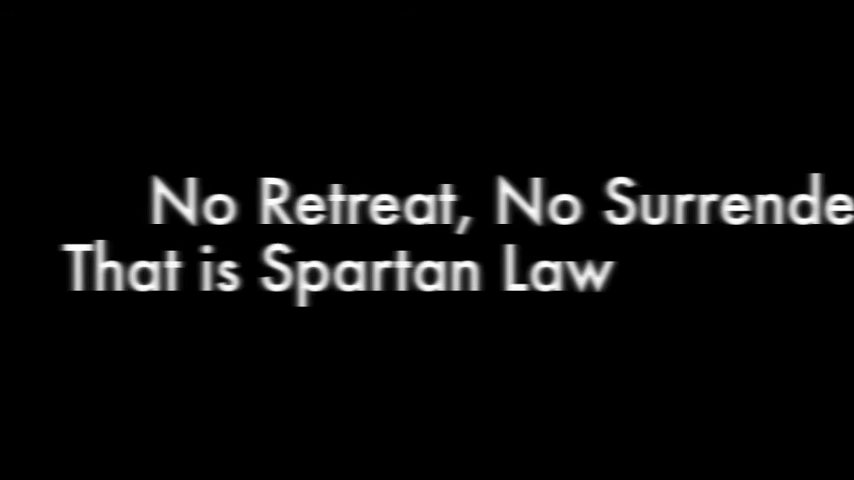 No Retreat, No Surrende
That is Spartan Law